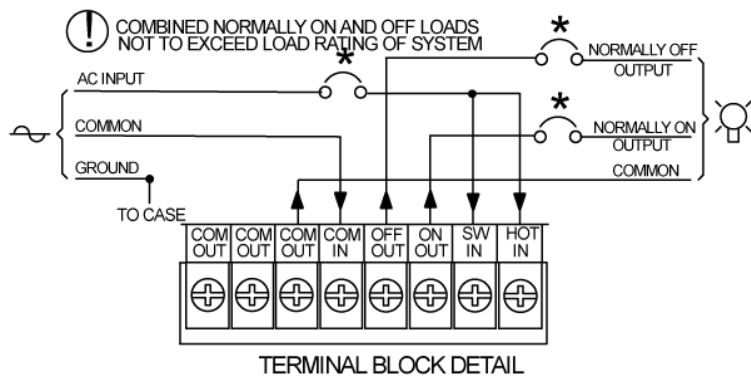 ! COMBINED NORMALLY ON AND OFF LOADS
NOT TO EXCEED LOAD RATING OF SYSTEM
*
*
NORMALLY OFF
OUTPUT
AC INPUT
*
COMMON
NORMALLY ON
OUTPUT
GROUND
COMMON
TO CASE
COM OUT
COM OUT
COM OUT
COM IN
OFF OUT
ON OUT
SW IN
HOT IN
TERMINAL BLOCK DETAIL